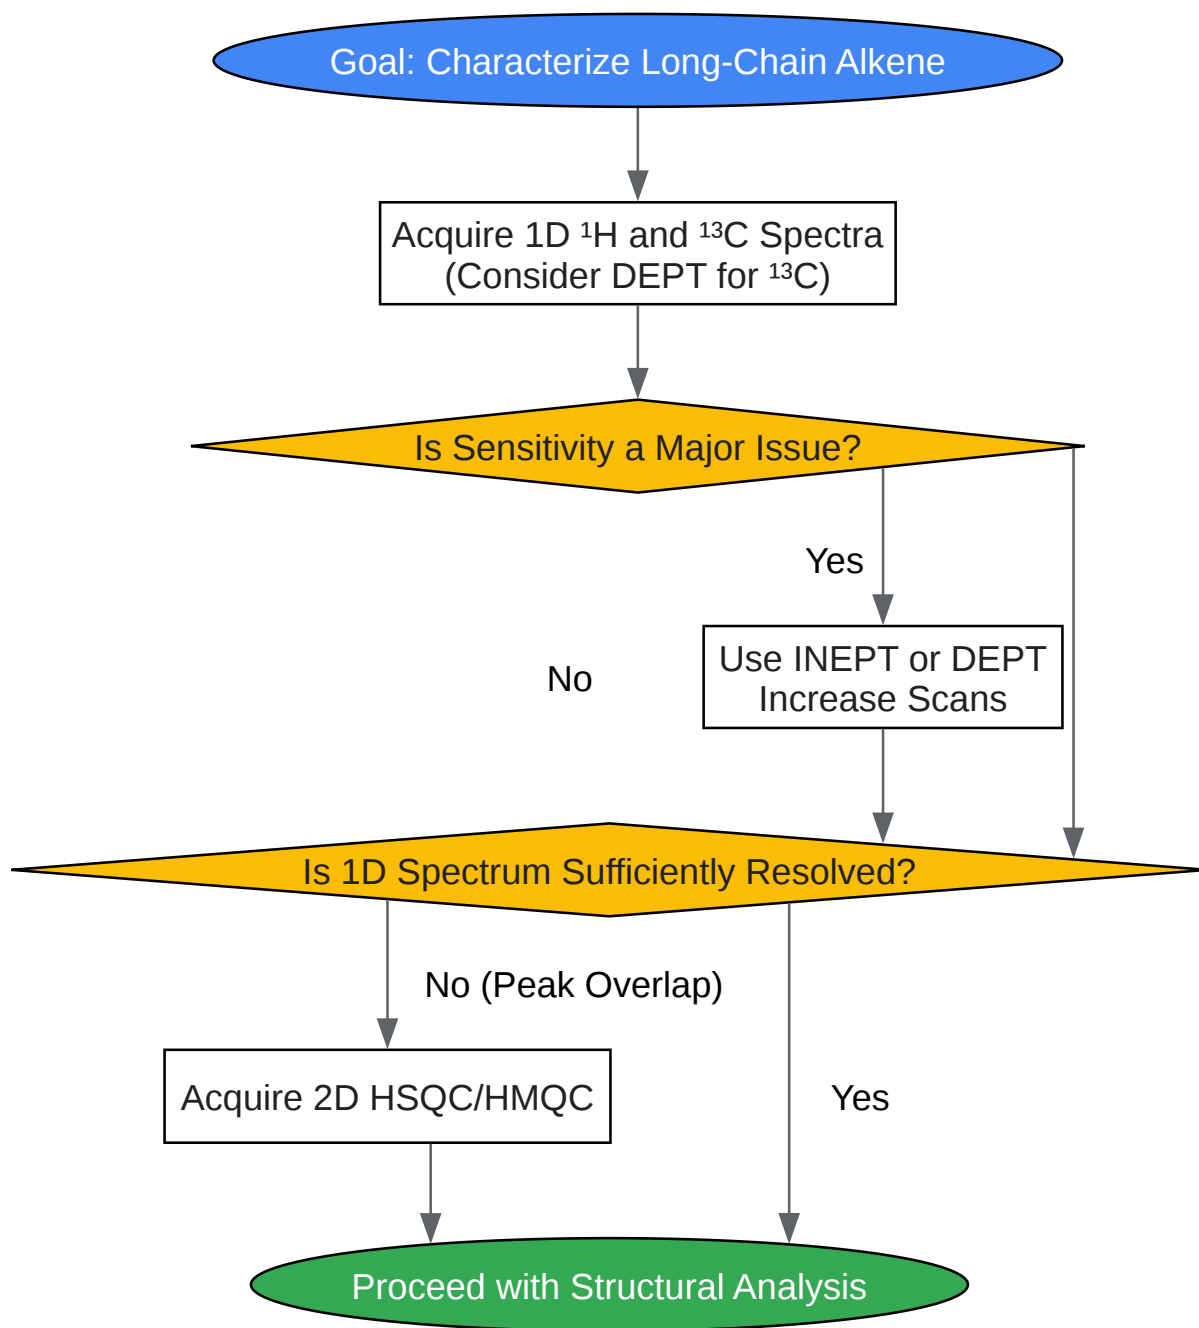 Goal: Characterize Long-Chain Alkene
Acquire 1D ¹H and ¹³C Spectra
(Consider DEPT for ¹³C)
Is Sensitivity a Major Issue?
Yes
Use INEPT or DEPT
Increase Scans
No
Is 1D Spectrum Sufficiently Resolved?
No (Peak Overlap)
Acquire 2D HSQC/HMQC
Yes
Proceed with Structural Analysis